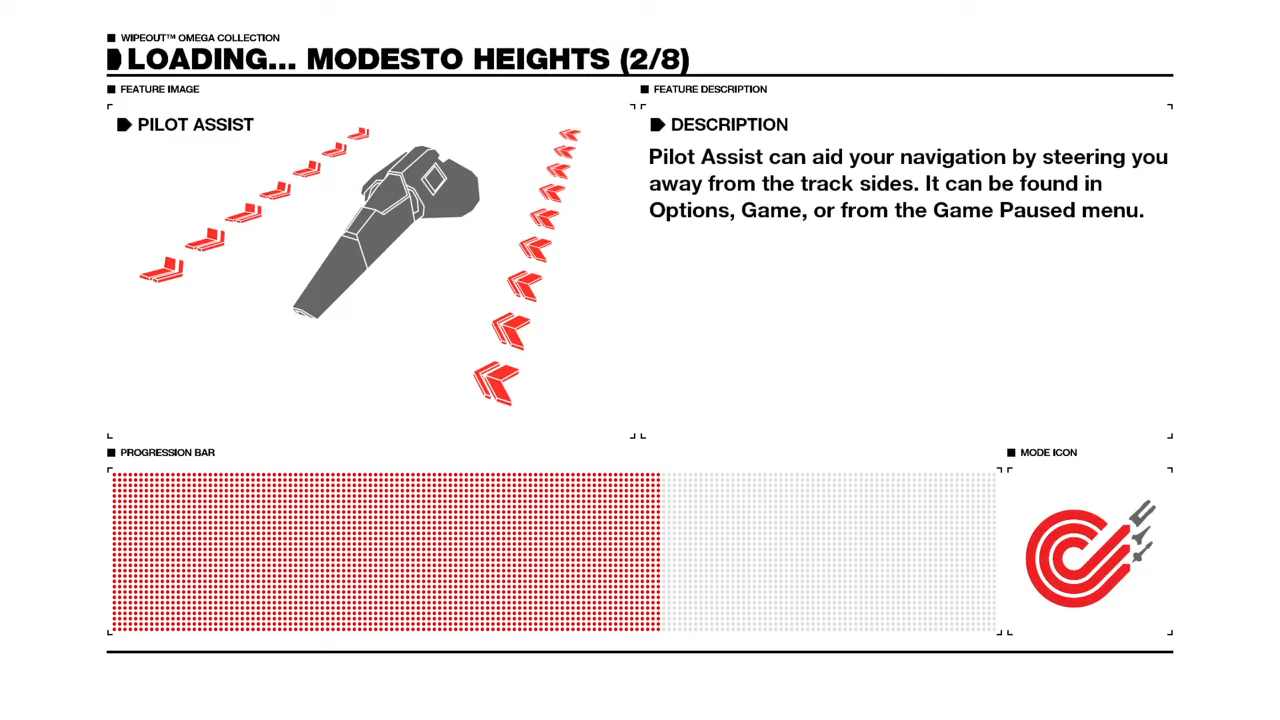 WIPEOUT™ OMEGA COLLECTION
LOADING... MODESTO HEIGHTS (2/8)
FEATURE IMAGE
PILOT ASSIST
FEATURE DESCRIPTION
DESCRIPTION
Pilot Assist can aid your navigation by steering you
away from the track sides. It can be found in
Options, Game, or from the Game Paused menu.
PROGRESSION BAR
MODE ICON